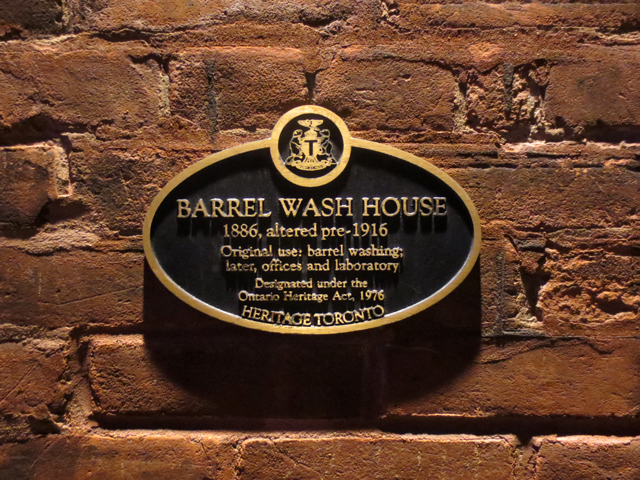 T
BARREL WASH HOUSE
1886, altered pre-1916
Original use: barrel washing;
later, offices and laboratory
Designated under the
Ontario Heritage Act, 1976
HERITAGE TORONTO